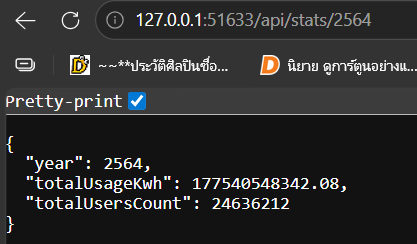 127.0.0.1:51633/api/stats/2564
~~**ประวัติศิลปินชื่อ...
นิยาย ดูการ์ตูนอย่างแ...
Pretty-print
{
"year": 2564,
"totalUsageKwh": 177540548342.08,
"totalUsersCount": 24636212
}